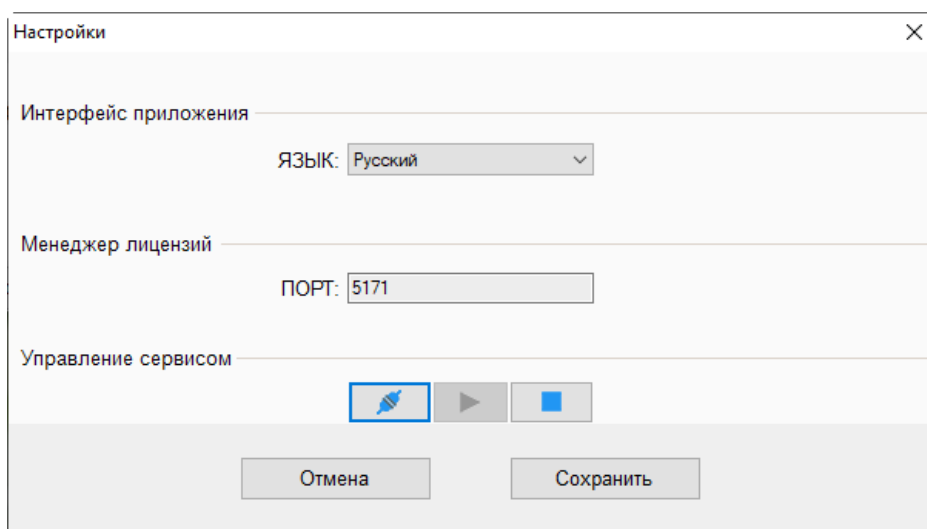 Настройки
Интерфейс приложения
ЯЗЫК: Русский
Менеджер лицензий
ПОРТ: 5171
Управление сервисом
Отмена Сохранить